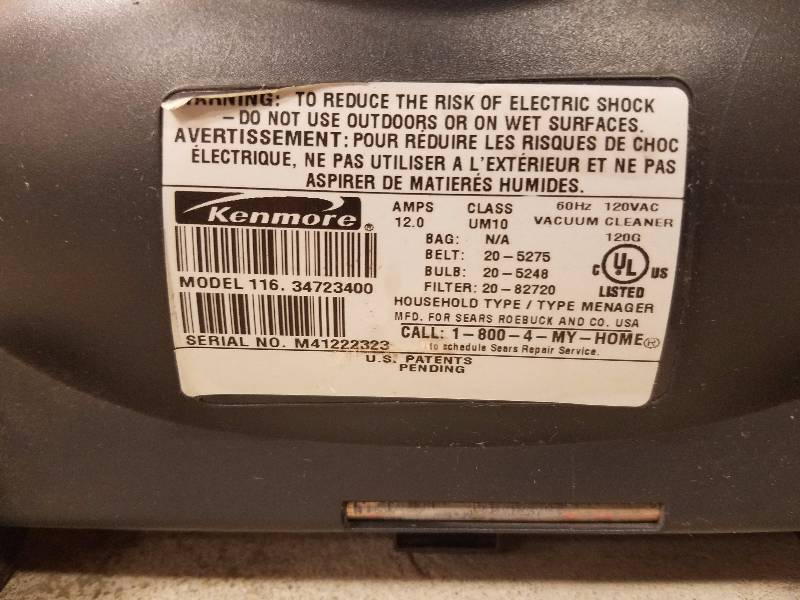 WARNING: TO REDUCE THE RISK OF ELECTRIC SHOCK
– DO NOT USE OUTDOORS OR ON WET SURFACES.
AVERTISSEMENT: POUR RÉDUIRE LES RISQUES DE CHOC
ÉLECTRIQUE, NE PAS UTILISER A L'EXTÉRIEUR ET NE PAS
ASPIRER DE MATIERÉS HUMIDES.
Kenmore®
MODEL 116. 34723400
SERIAL NO. M41222323
AMPS CLASS 60Hz 120VAC
12.0 UM10 VACUUM CLEANER
BAG: N/A 120G
BELT: 20–5275
BULB: 20–5248
FILTER: 20–82720
C UL US
LISTED
HOUSEHOLD TYPE / TYPE MENAGER
MFD. FOR SEARS ROEBUCK AND CO. USA
CALL: 1–800–4–MY–HOME®
to schedule Sears Repair Service.
U.S. PATENTS
PENDING